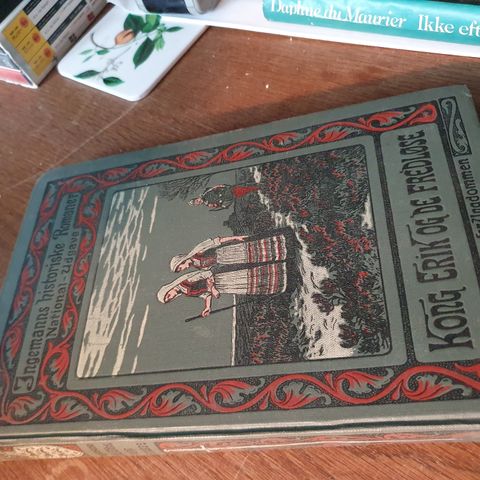 Daphne du Maurier Ikke eft
Ingemanns historiske Romaner
National-Udgave
KONG ERIK OG DE FREDLØSE
for Ungdommen